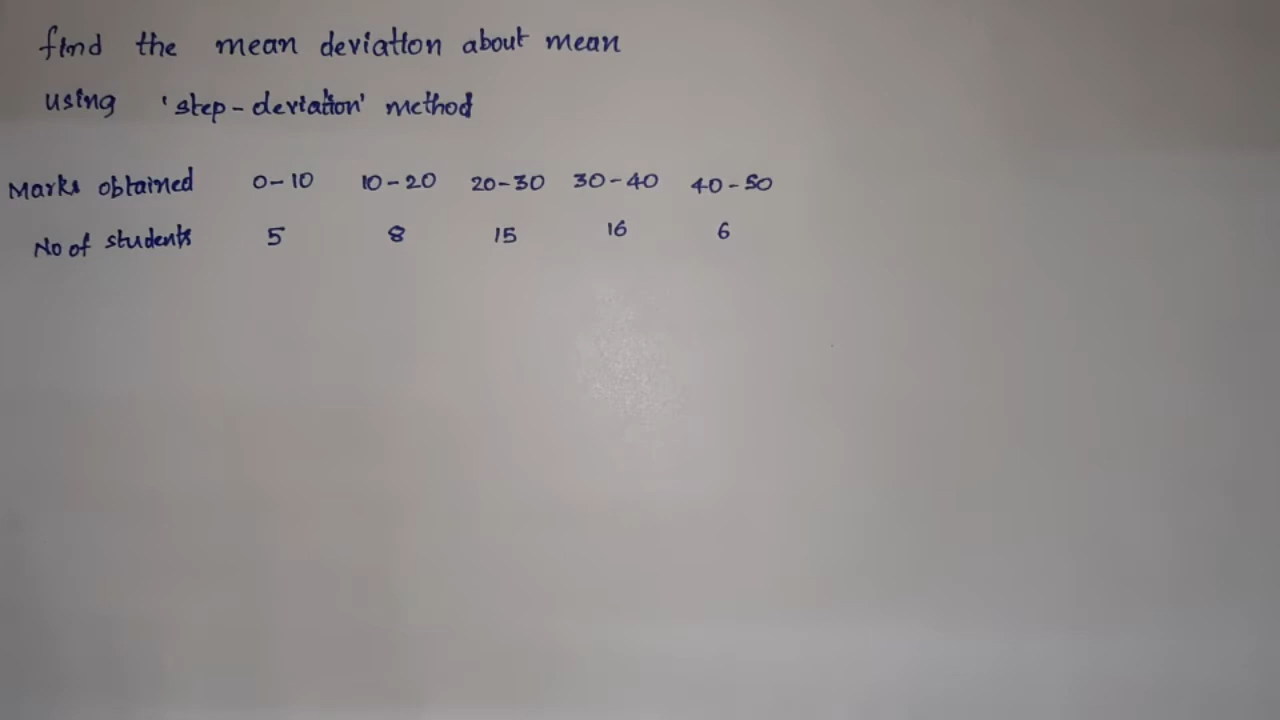 find the mean deviation about mean
using 'step-deviation' method
Marks obtained 0-10 10-20 20-30 30-40 40-50
No of students 5 8 15 16 6